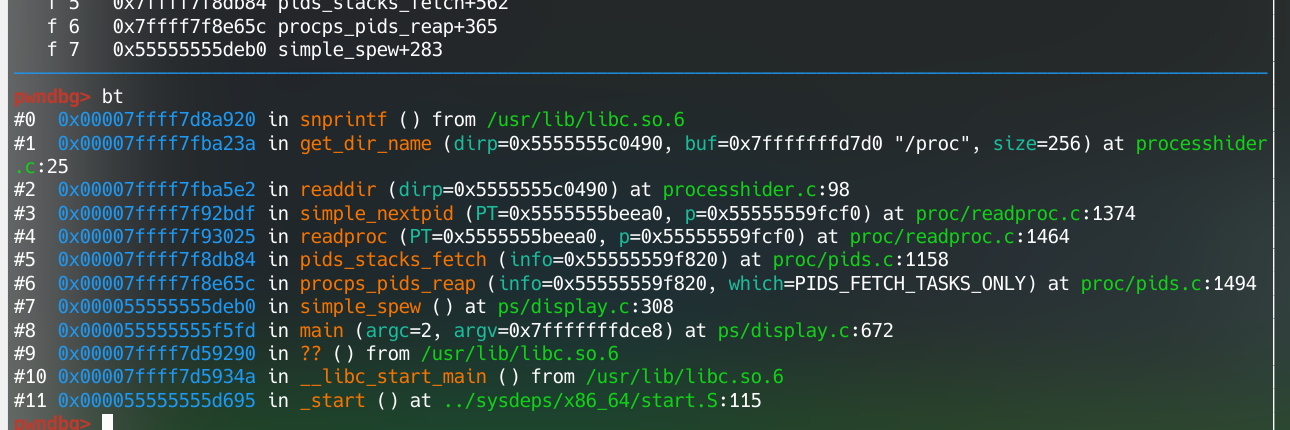 f 5   0x7ffff7f8db84 pids_stacks_fetch+562
f 6   0x7ffff7f8e65c procps_pids_reap+365
f 7   0x55555555deb0 simple_spew+283
pwndbg> bt
#0  0x00007ffff7d8a920 in snprintf () from /usr/lib/libc.so.6
#1  0x00007ffff7fba23a in get_dir_name (dirp=0x5555555c0490, buf=0x7fffffffd7d0 "/proc", size=256) at processhider
.c:25
#2  0x00007ffff7fba5e2 in readdir (dirp=0x5555555c0490) at processhider.c:98
#3  0x00007ffff7f92bdf in simple_nextpid (PT=0x5555555beea0, p=0x55555559fcf0) at proc/readproc.c:1374
#4  0x00007ffff7f93025 in readproc (PT=0x5555555beea0, p=0x55555559fcf0) at proc/readproc.c:1464
#5  0x00007ffff7f8db84 in pids_stacks_fetch (info=0x55555559f820) at proc/pids.c:1158
#6  0x00007ffff7f8e65c in procps_pids_reap (info=0x55555559f820, which=PIDS_FETCH_TASKS_ONLY) at proc/pids.c:1494
#7  0x000055555555deb0 in simple_spew () at ps/display.c:308
#8  0x000055555555f5fd in main (argc=2, argv=0x7fffffffdce8) at ps/display.c:672
#9  0x00007ffff7d59290 in ?? () from /usr/lib/libc.so.6
#10 0x00007ffff7d5934a in __libc_start_main () from /usr/lib/libc.so.6
#11 0x000055555555d695 in _start () at ../sysdeps/x86_64/start.S:115
pwndbg>